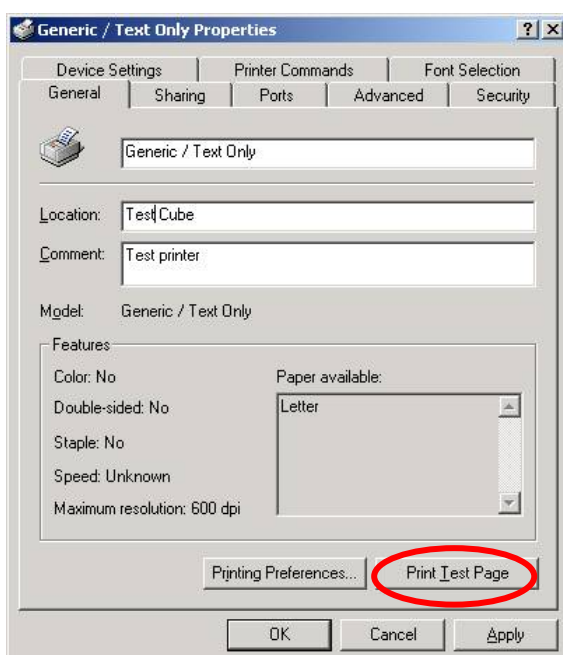 Generic / Text Only Properties
Device Settings Printer Commands Font Selection
General Sharing Ports Advanced Security
Generic / Text Only
Location: Test Cube
Comment: Test printer
Model: Generic / Text Only
Features
Color: No Paper available:
Double-sided: No Letter
Staple: No
Speed: Unknown
Maximum resolution: 600 dpi
Printing Preferences... Print Test Page
OK Cancel Apply